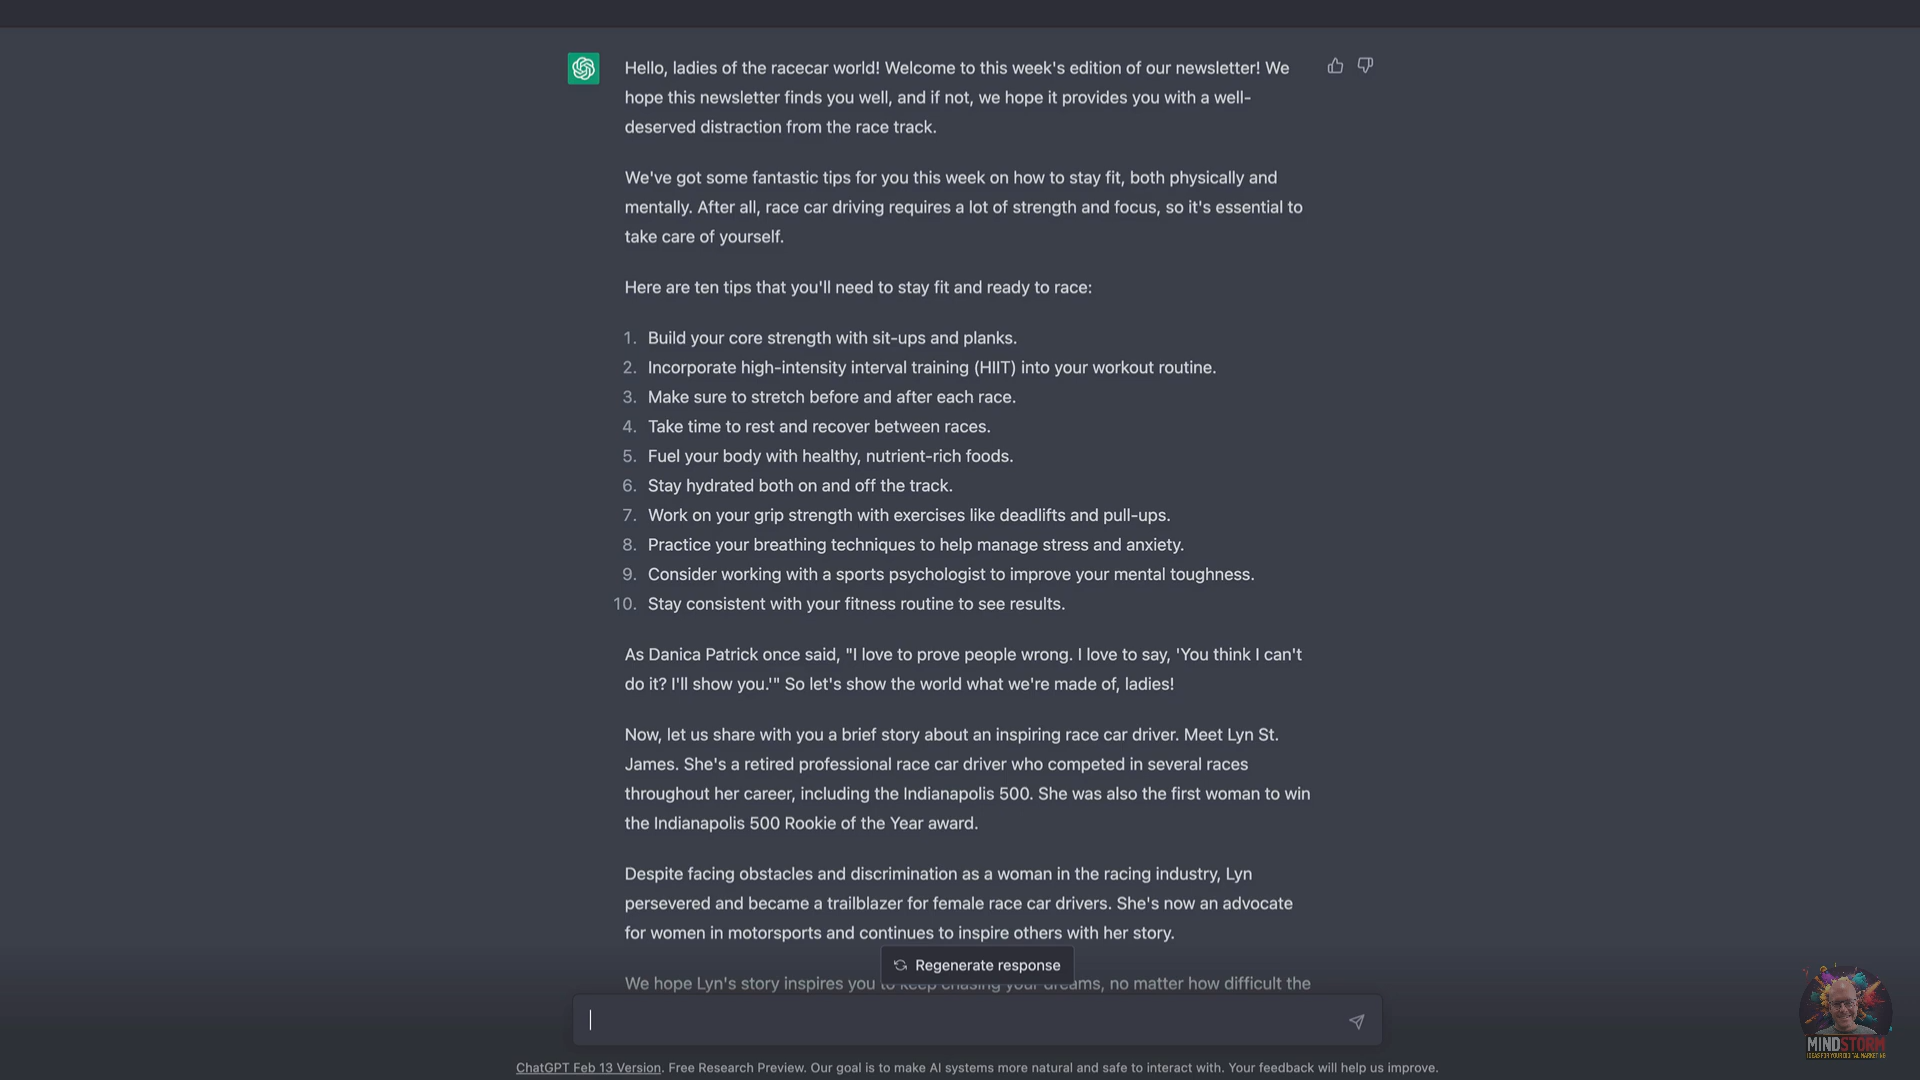 Hello, ladies of the racecar world! Welcome to this week's edition of our newsletter! We
hope this newsletter finds you well, and if not, we hope it provides you with a well-
deserved distraction from the race track.
We've got some fantastic tips for you this week on how to stay fit, both physically and
mentally. After all, race car driving requires a lot of strength and focus, so it's essential to
take care of yourself.
Here are ten tips that you'll need to stay fit and ready to race:
1. Build your core strength with sit-ups and planks.
2. Incorporate high-intensity interval training (HIIT) into your workout routine.
3. Make sure to stretch before and after each race.
4. Take time to rest and recover between races.
5. Fuel your body with healthy, nutrient-rich foods.
6. Stay hydrated both on and off the track.
7. Work on your grip strength with exercises like deadlifts and pull-ups.
8. Practice your breathing techniques to help manage stress and anxiety.
9. Consider working with a sports psychologist to improve your mental toughness.
10. Stay consistent with your fitness routine to see results.
As Danica Patrick once said, "I love to prove people wrong. I love to say, 'You think I can't
do it? I'll show you.'" So let's show the world what we're made of, ladies!
Now, let us share with you a brief story about an inspiring race car driver. Meet Lyn St.
James. She's a retired professional race car driver who competed in several races
throughout her career, including the Indianapolis 500. She was also the first woman to win
the Indianapolis 500 Rookie of the Year award.
Despite facing obstacles and discrimination as a woman in the racing industry, Lyn
persevered and became a trailblazer for female race car drivers. She's now an advocate
for women in motorsports and continues to inspire others with her story.
Regenerate response
We hope Lyn's story inspires you to keep chasing your dreams, no matter how difficult the
ChatGPT Feb 13 Version. Free Research Preview. Our goal is to make AI systems more natural and safe to interact with. Your feedback will help us improve.
MINDSTORM